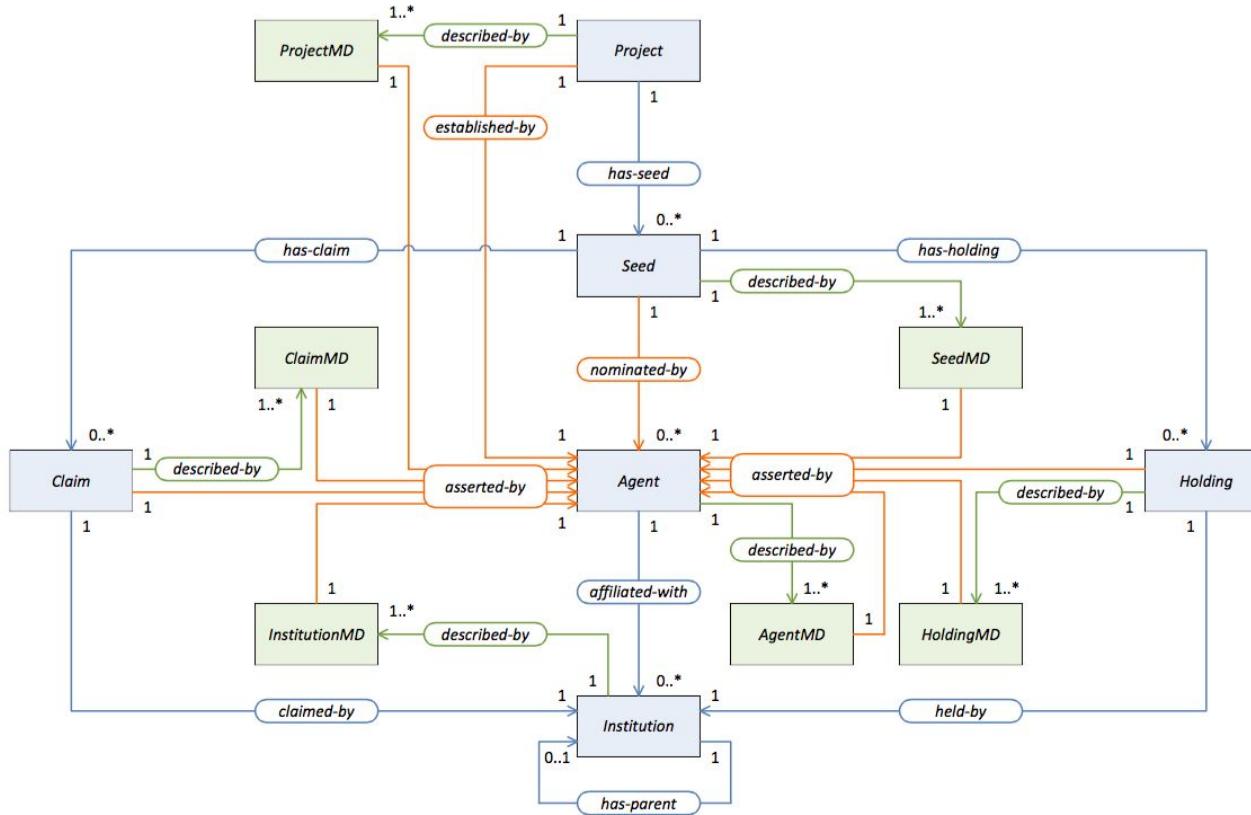 1..*
described-by
1
ProjectMD
Project
1
1
1
established-by
has-seed
0..*
has-claim
1
1
has-holding
Seed
described-by
1
1
1..*
ClaimMD
SeedMD
nominated-by
1..*
1
1
0..*
1
0..*
1
0..*
1
described-by
asserted-by
Claim
Agent
asserted-by
1
Holding
described-by
1
1
1
1
1
1
1
described-by
1
affiliated-with
1..*
1
1..*
1..*
InstitutionMD
described-by
AgentMD
1
HoldingMD
1
0..*
claimed-by
1
1
held-by
Institution
0..1
1
has-parent